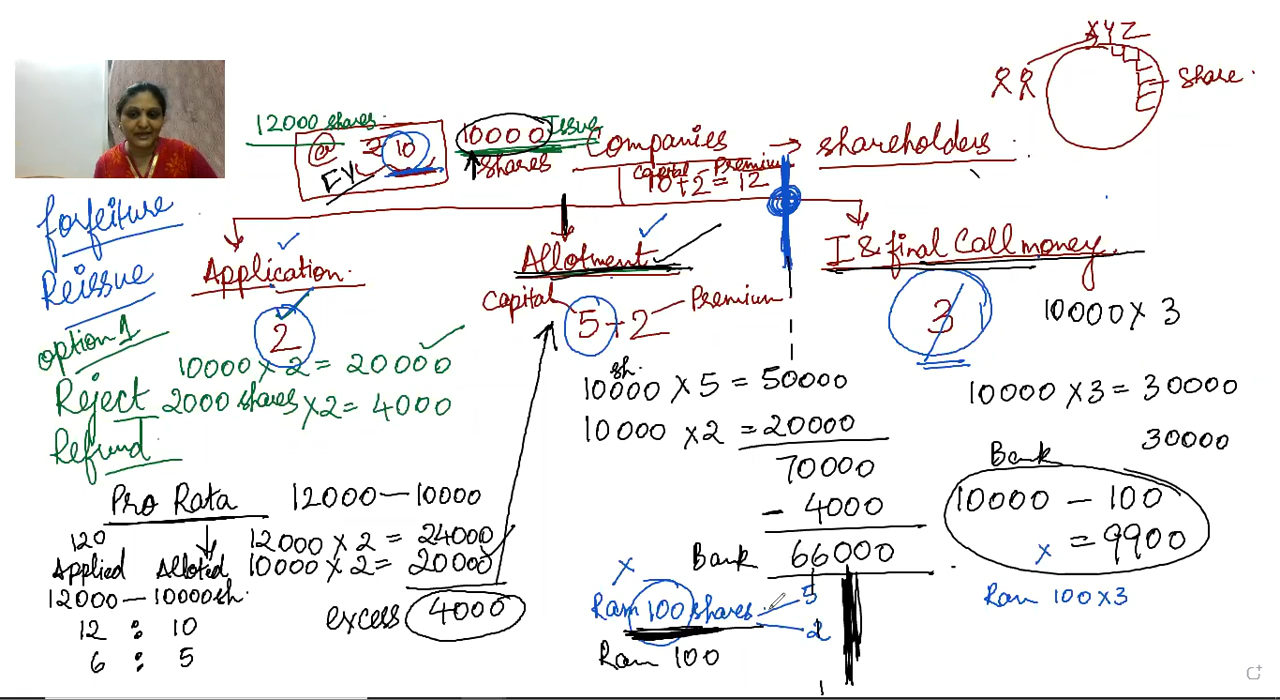 XYZ
share.
12000 shares
@ ₹ 10
FV
10000 Issue
shares
Companies → shareholders
Capital Premium
10+2 = 12
forfeiture
Reissue
Application.
2
Allotment
Capital 5+2 Premium
I & final Call money
3
10000 x 3
option 1
Reject
Refund
10000 x 2 = 20000
2000 shares x 2 = 4000
sh.
10000 x 5 = 50000
10000 x 2 = 20000
70000
- 4000
Bank 66000
10000 x 3 = 30000
30000
Bank
10000 - 100
x = 9900
Ram 100x3
Pro Rata 12000 - 10000
120
Applied Alloted
12000 - 10000sh.
12 : 10
6 : 5
12000 x 2 = 24000
10000 x 2 = 20000
excess 4000
x
Ram 100 shares
5
2
Ram 100